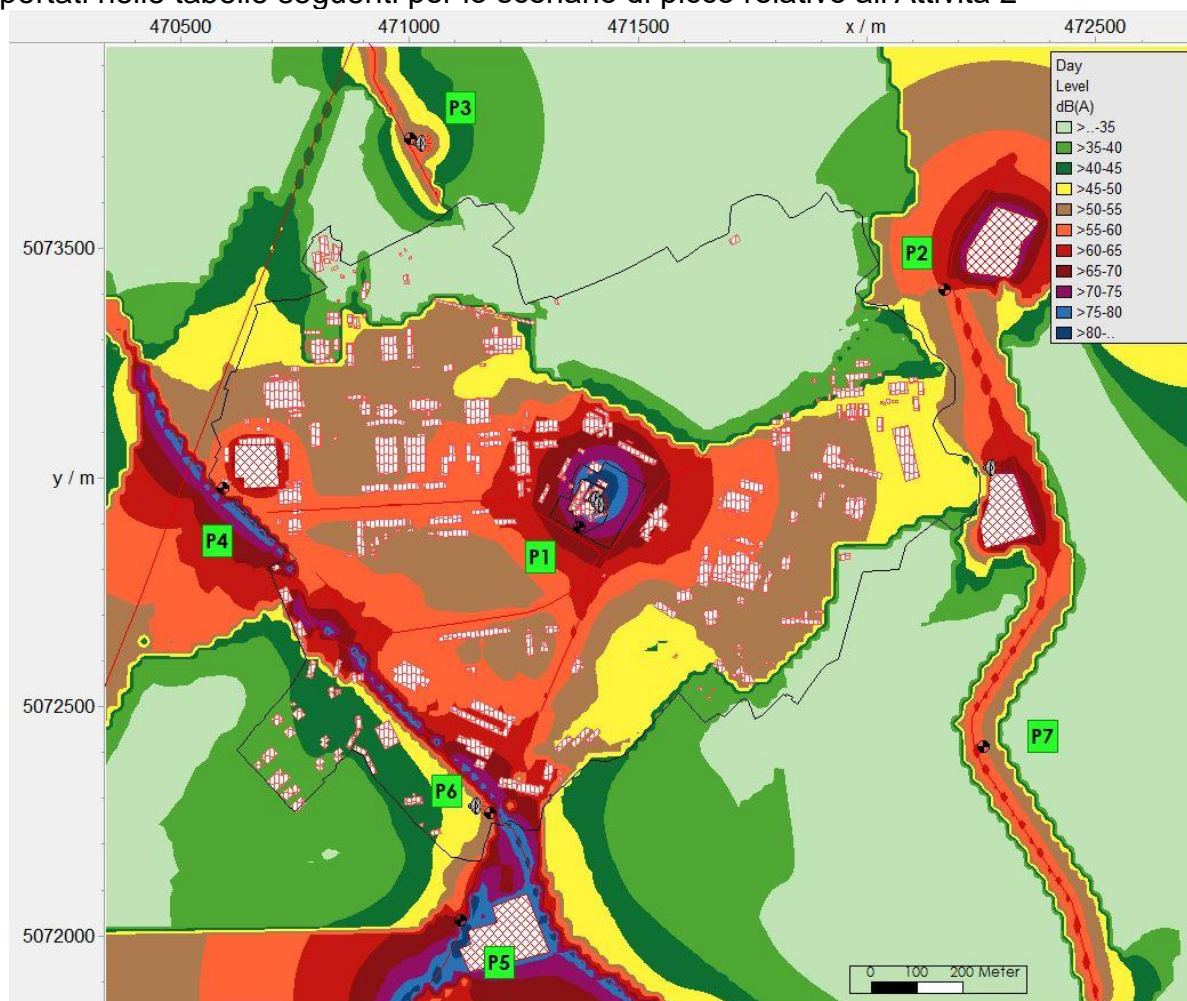 portati nelle tabelle seguenti per lo scenario di picco relativo all'Attività 2
470500 471000 471500 x / m 472500
Day
Level
dB(A)
>..-35
>35-40
>40-45
>45-50
>50-55
>55-60
>60-65
>65-70
>70-75
>75-80
>80-..
P3
5073500
P2
y / m
P4
P1
5072500
P7
P6
5072000
P5
0 100 200 Meter